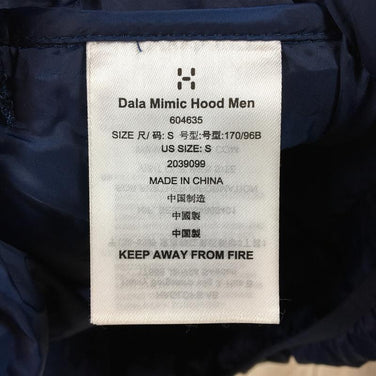 Dala Mimic Hood Men
604635
SIZE 尺/ 码: S 号型:号型:170/96B
US SIZE: S
2039099
MADE IN CHINA
中国制造
中國製
中国製
KEEP AWAY FROM FIRE